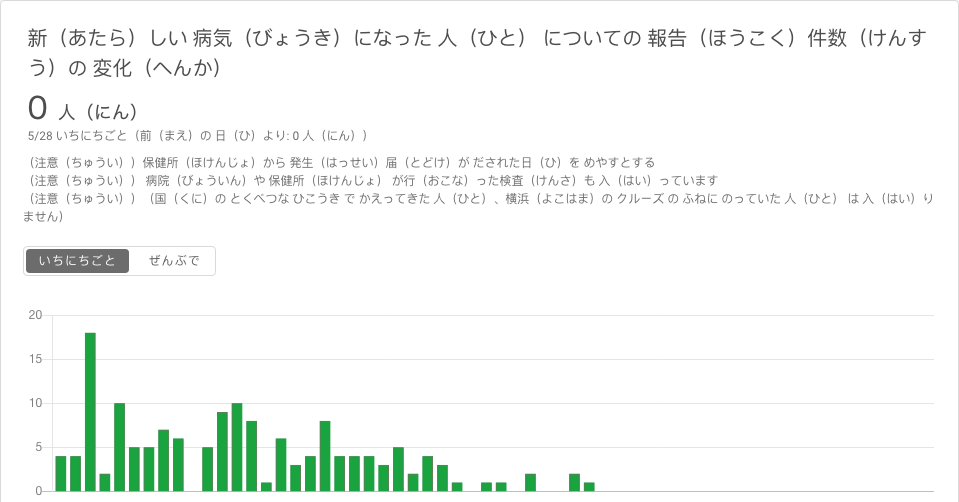 新（あたら）しい 病気（びょうき）になった 人（ひと） についての 報告（ほうこく）件数（けんす
う）の 変化（へんか）
0 人（にん）
5/28 いちにちごと（前（まえ）の 日（ひ）より: 0 人（にん））
（注意（ちゅうい））保健所（ほけんじょ）から 発生（はっせい）届（とどけ）が だされた日（ひ）を めやすとする
（注意（ちゅうい）） 病院（びょういん）や 保健所（ほけんじょ） が行（おこな）った検査（けんさ）も 入（はい）っています
（注意（ちゅうい））（国（くに）の とくべつな ひこうき で かえってきた 人（ひと）、横浜（よこはま）の クルーズ の ふねに のっていた 人（ひと） は 入（はい）り
ません）
いちにちごと ぜんぶで
20
15
10
5
0